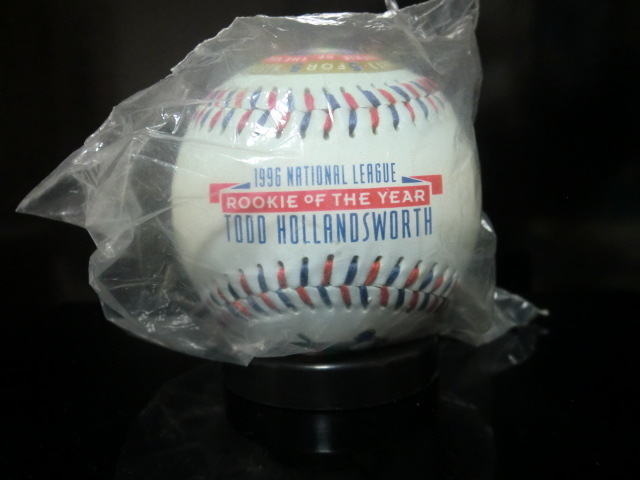 1996 NATIONAL LEAGUE
ROOKIE OF THE YEAR
TODD HOLLANDSWORTH